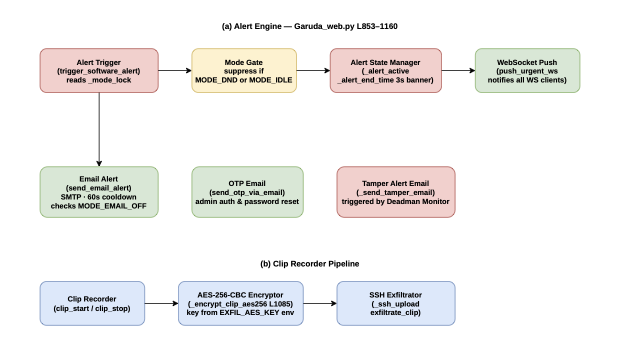 (a) Alert Engine — Garuda_web.py L853–1160
Alert Trigger
(trigger_software_alert)
reads _mode_lock
Mode Gate
suppress if
MODE_DND or MODE_IDLE
Alert State Manager
(_alert_active
_alert_end_time 3s banner)
WebSocket Push
(push_urgent_ws
notifies all WS clients)
Email Alert
(send_email_alert)
SMTP · 60s cooldown
checks MODE_EMAIL_OFF
OTP Email
(send_otp_via_email)
admin auth & password reset
Tamper Alert Email
(_send_tamper_email)
triggered by Deadman Monitor
(b) Clip Recorder Pipeline
Clip Recorder
(clip_start / clip_stop)
AES-256-CBC Encryptor
(_encrypt_clip_aes256 L1085)
key from EXFIL_AES_KEY env
SSH Exfiltrator
(_ssh_upload
exfiltrate_clip)